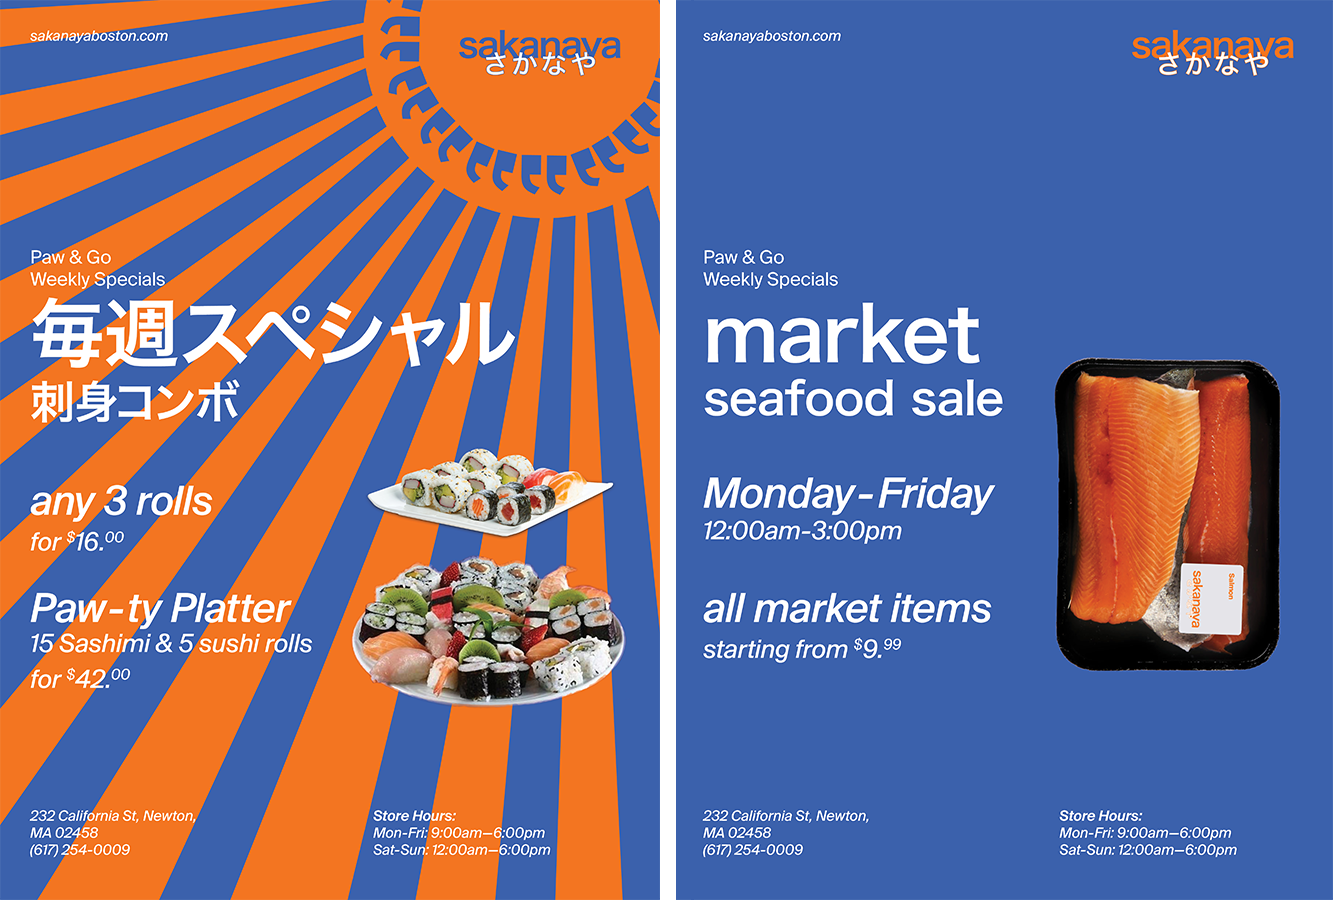 sakanayaboston.com
sakanaya
さかなや
Paw & Go
Weekly Specials
毎週スペシャル
刺身コンボ
any 3 rolls
for $16.00
Paw-ty Platter
15 Sashimi & 5 sushi rolls
for $42.00
232 California St, Newton,
MA 02458
(617) 254-0009
Store Hours:
Mon-Fri: 9:00am—6:00pm
Sat-Sun: 12:00am—6:00pm
sakanayaboston.com
sakanaya
さかなや
Paw & Go
Weekly Specials
market
seafood sale
Monday-Friday
12:00am-3:00pm
all market items
starting from $9.99
Salmon
sakanaya
232 California St, Newton,
MA 02458
(617) 254-0009
Store Hours:
Mon-Fri: 9:00am—6:00pm
Sat-Sun: 12:00am—6:00pm